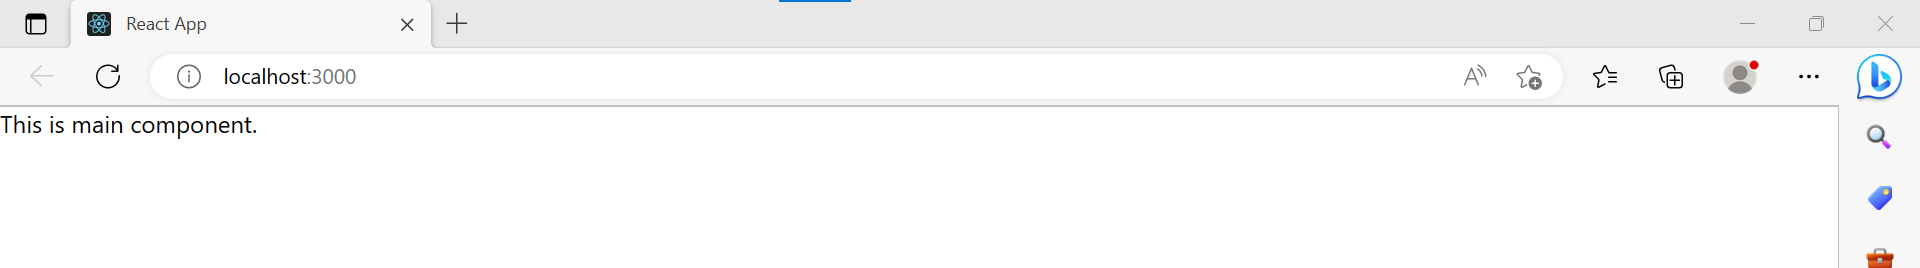 React App
localhost:3000
This is main component.